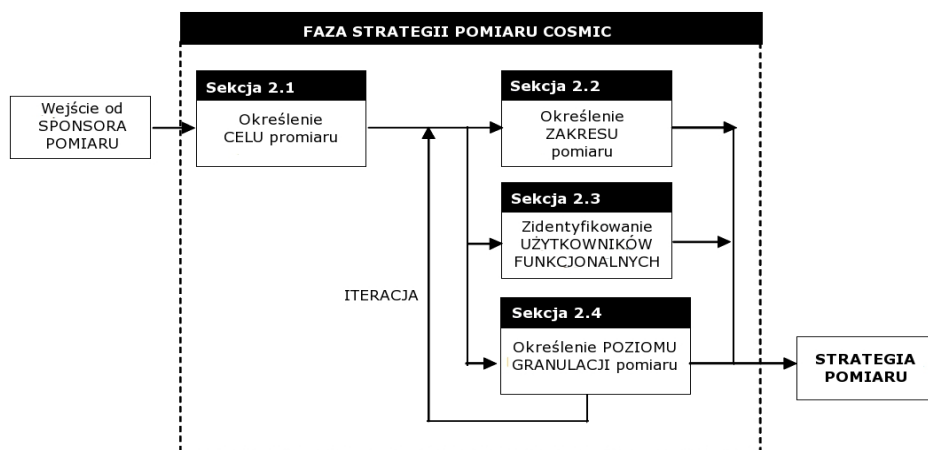 FAZA STRATEGII POMIARU COSMIC
Wejście od
SPONSORA
POMIARU
Sekcja 2.1
Określenie
CELU promiaru
Sekcja 2.2
Określenie
ZAKRESU
pomiaru
Sekcja 2.3
Zidentyfikowanie
UŻYTKOWNIKÓW
FUNKCJONALNYCH
ITERACJA
Sekcja 2.4
Określenie POZIOMU
GRANULACJI pomiaru
STRATEGIA
POMIARU